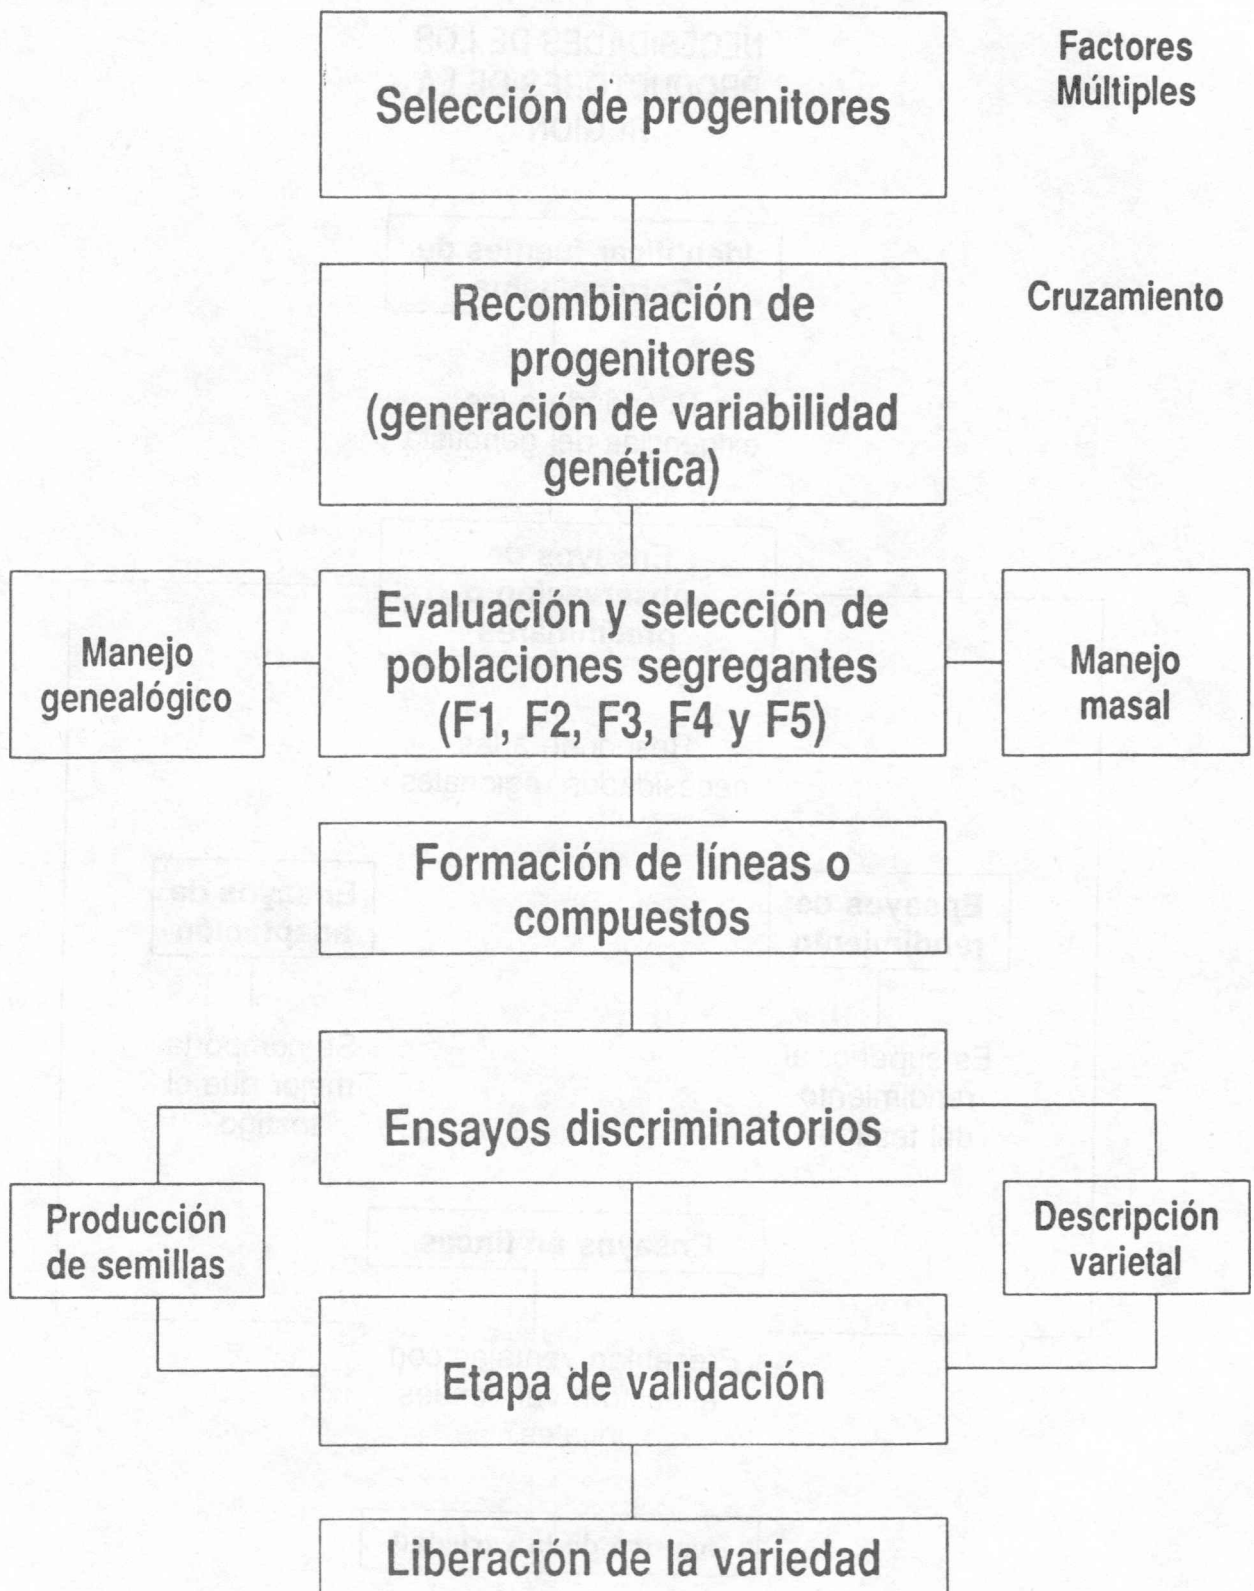 Selección de progenitores
Factores
Múltiples
Recombinación de
progenitores
(generación de variabilidad
genética)
Cruzamiento
Manejo
genealógico
Evaluación y selección de
poblaciones segregantes
(F1, F2, F3, F4 y F5)
Manejo
masal
Formación de líneas o
compuestos
Ensayos discriminatorios
Producción
de semillas
Descripción
varietal
Etapa de validación
Liberación de la variedad